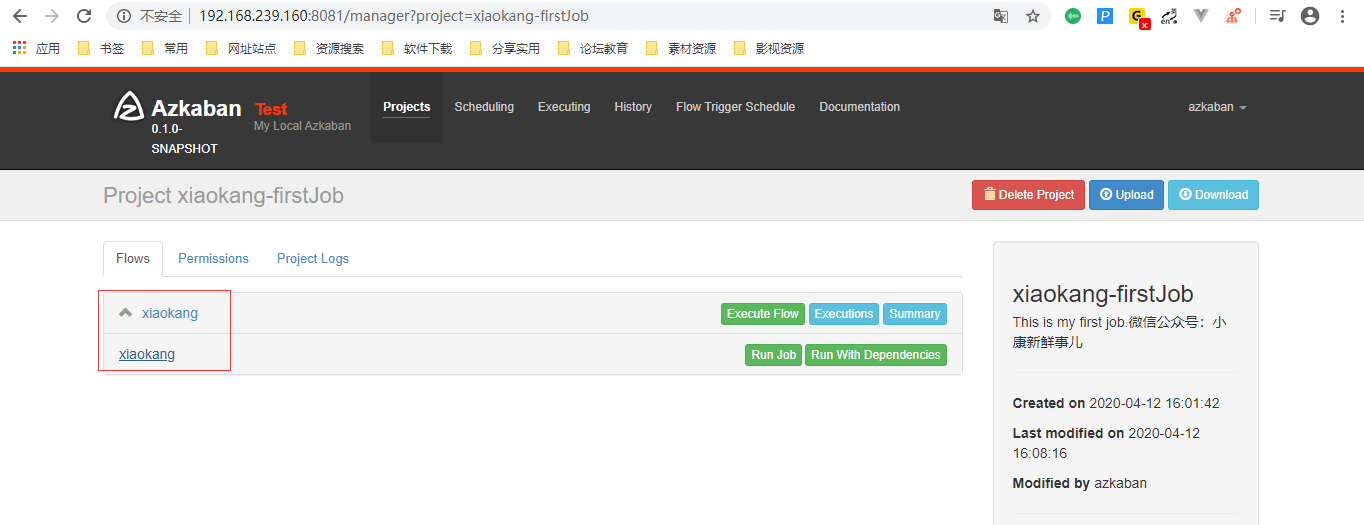 不安全 | 192.168.239.160:8081/manager?project=xiaokang-firstJob
应用 书签 常用 网址站点 资源搜索 软件下载 分享实用 论坛教育 素材资源 影视资源
Azkaban Test
0.1.0- My Local Azkaban
SNAPSHOT
Projects Scheduling Executing History Flow Trigger Schedule Documentation azkaban
Project xiaokang-firstJob Delete Project Upload Download
Flows Permissions Project Logs
xiaokang Execute Flow Executions Summary
xiaokang Run Job Run With Dependencies
xiaokang-firstJob
This is my first job.微信公众号：小
康新鲜事儿
Created on 2020-04-12 16:01:42
Last modified on 2020-04-12
16:08:16
Modified by azkaban